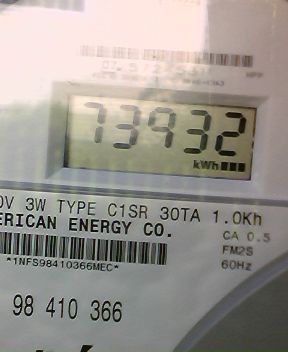 73932
kWh
0V 3W TYPE C1SR 30TA 1.0Kh
ERICAN ENERGY CO.
CA 0.5
FM2S
60Hz
*1NFS98410366MEC*
98 410 366